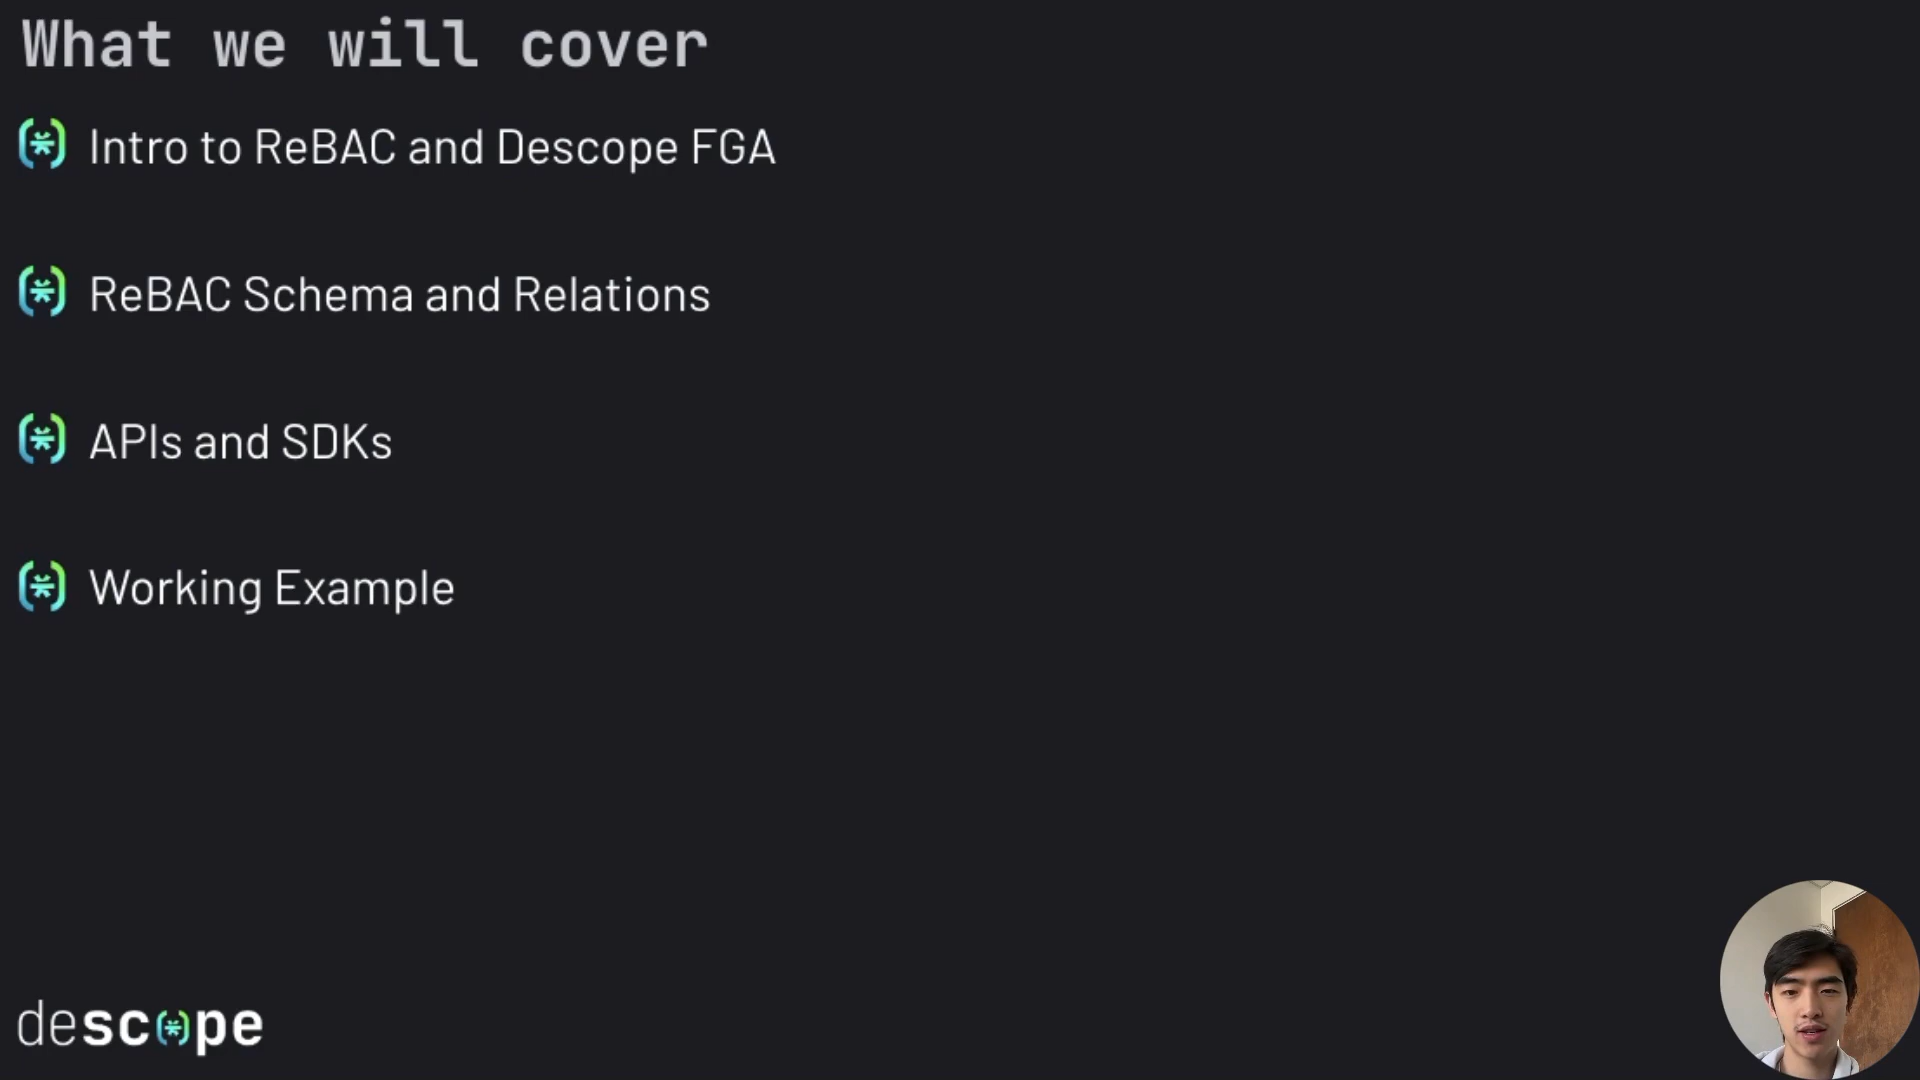 What we will cover
Intro to ReBAC and Descope FGA
ReBAC Schema and Relations
APIs and SDKs
Working Example
descope